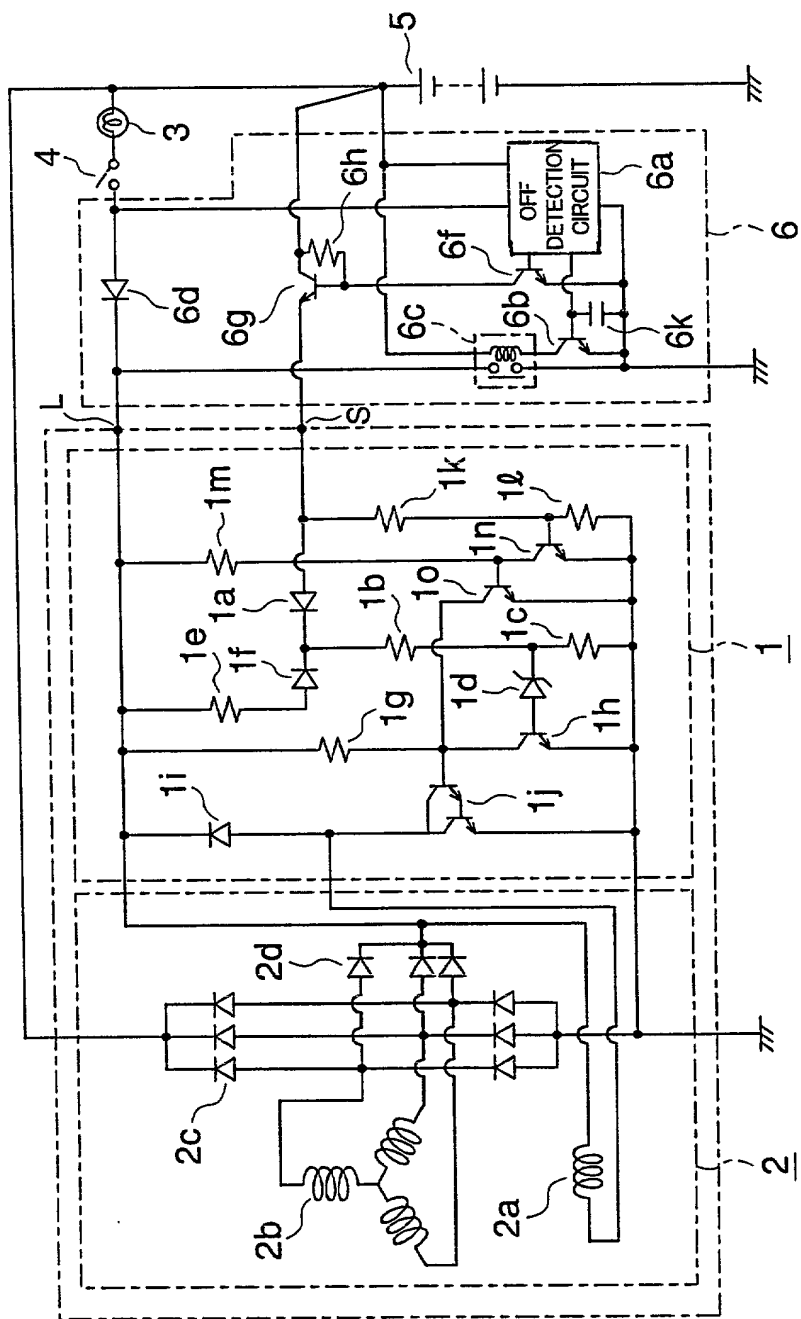 5
3
4
6h
OFF
DETECTION
CIRCUIT
6a
6
6d
6g
6f
6c
6b
6k
L
S
1m
1a
1e
1f
1k
1ℓ
1n
1o
1b
1c
1d
1g
1h
1i
1j
1
2d
2c
2b
2a
2